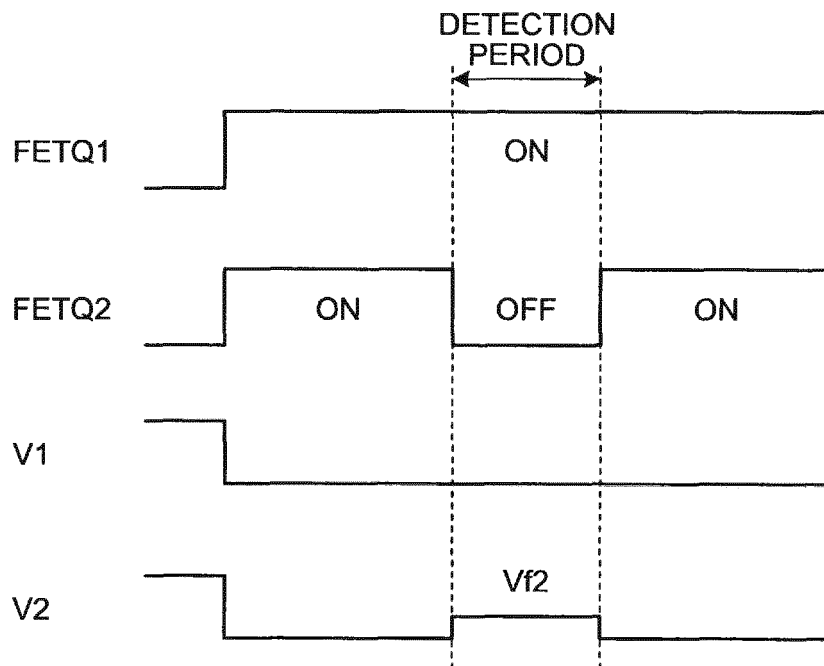 DETECTION
PERIOD
FETQ1
ON
FETQ2
ON
OFF
ON
V1
V2
Vf2